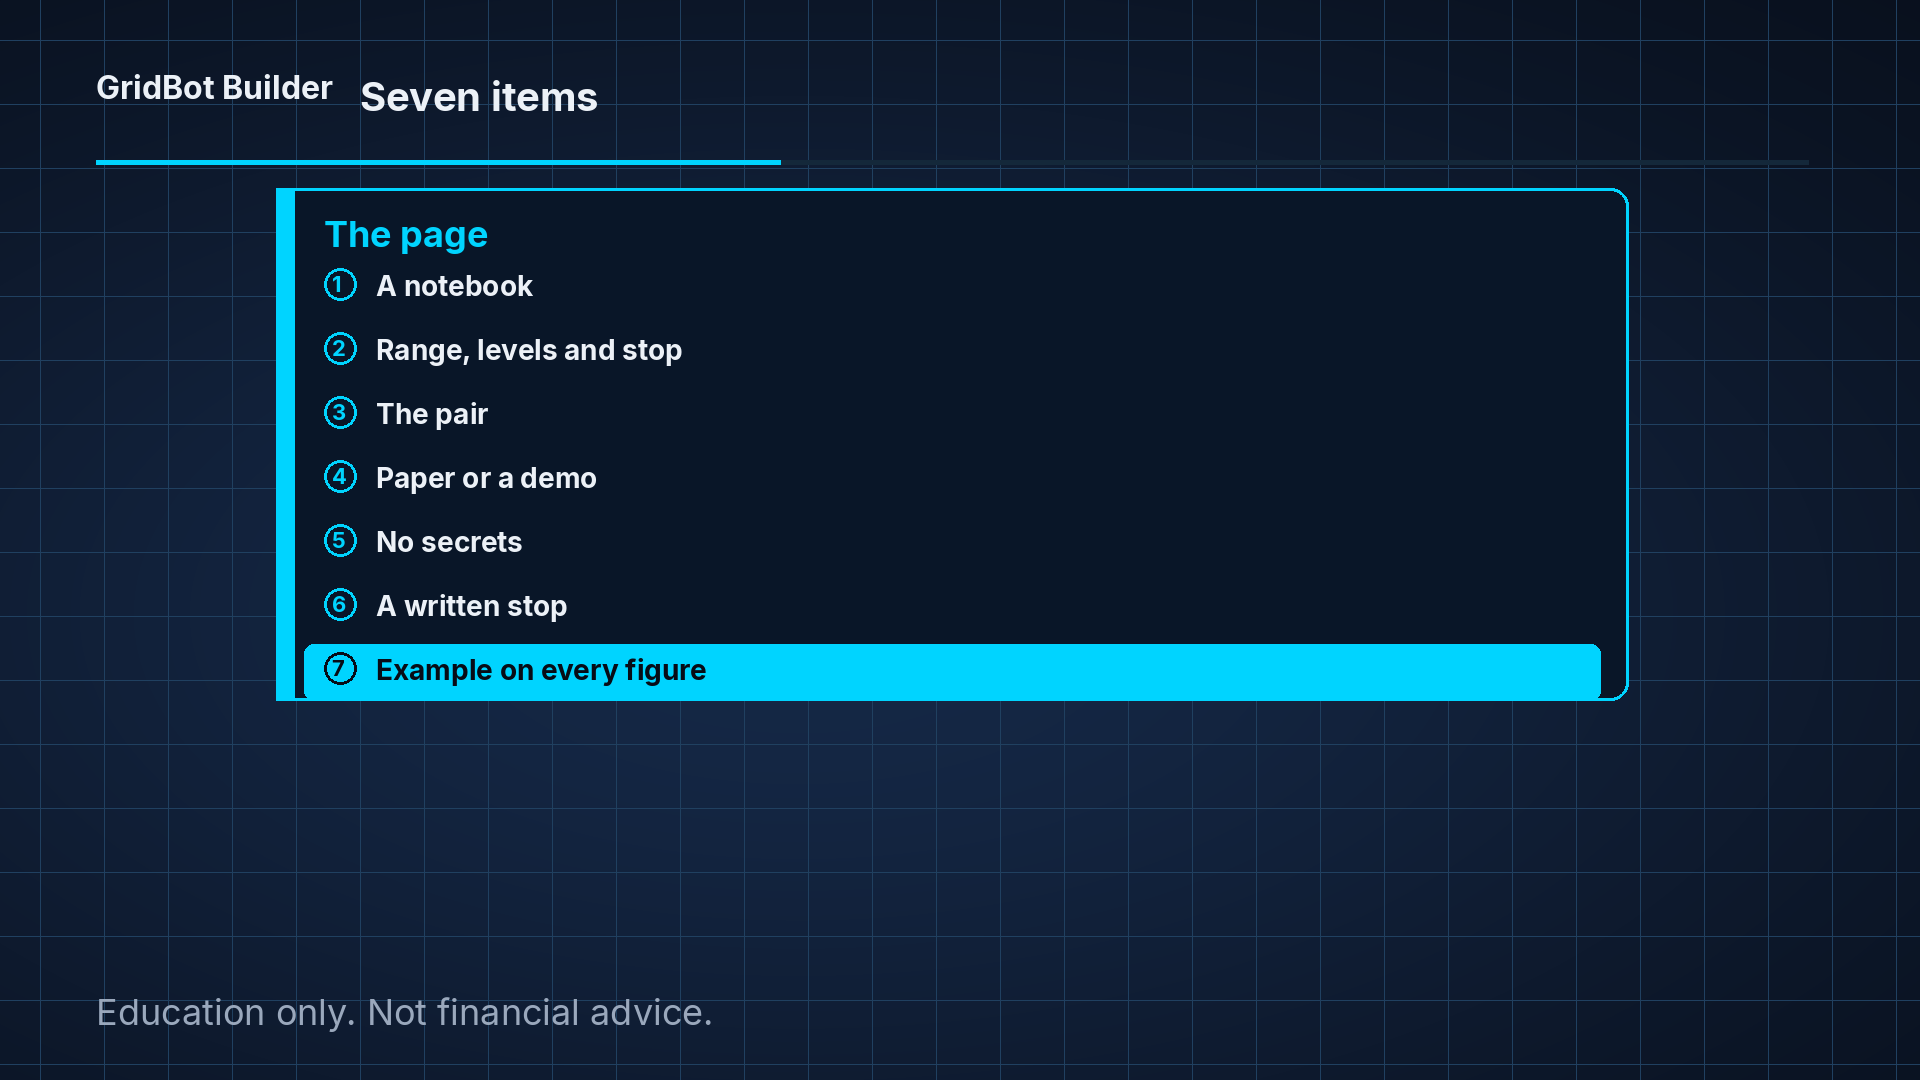 GridBot Builder
Seven items
The page
1 A notebook
2 Range, levels and stop
3 The pair
4 Paper or a demo
5 No secrets
6 A written stop
7 Example on every figure
Education only. Not financial advice.